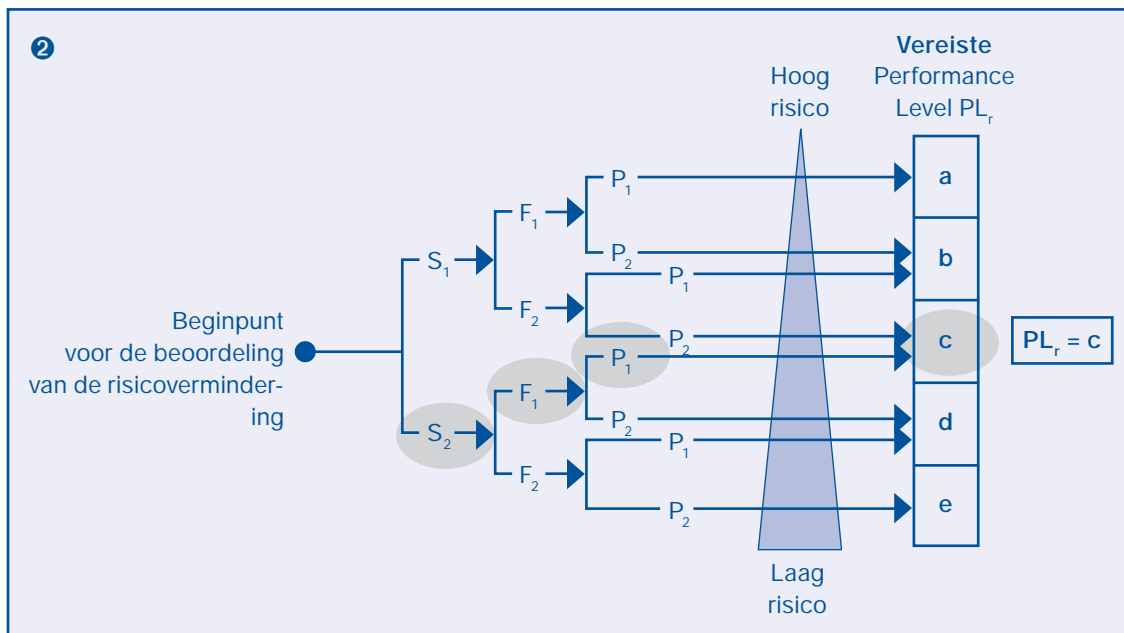 ❷
Vereiste
Performance
Level PLr
Hoog
risico
P1
a
F1
P2
b
S1
P1
F2
Beginpunt
voor de beoordeling
van de risicoverminder-
ing
P2
c
PLr = c
P1
F1
S2
P2
d
P1
F2
P2
e
Laag
risico